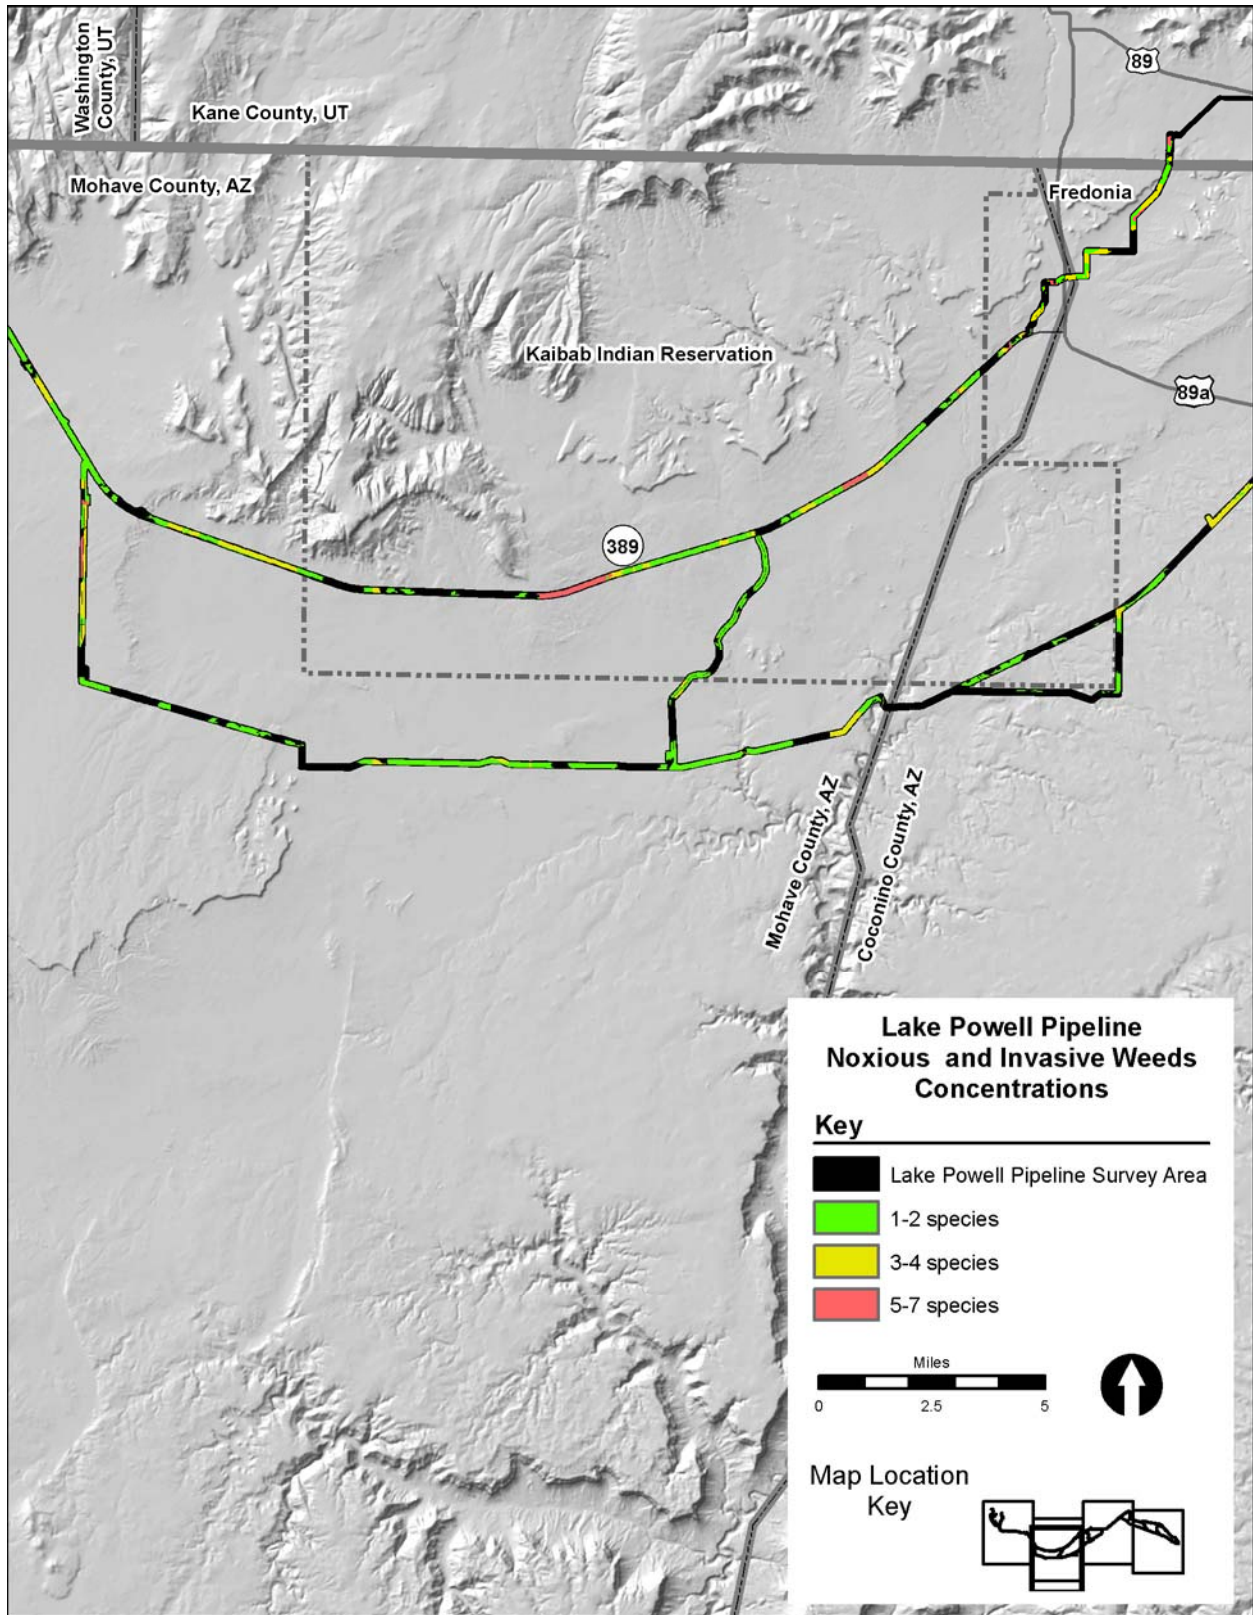 Washington
County, UT
Kane County, UT
89
Mohave County, AZ
Fredonia
Kaibab Indian Reservation
89a
389
Mohave County, AZ
Coconino County, AZ
Lake Powell Pipeline
Noxious and Invasive Weeds
Concentrations
Key
Lake Powell Pipeline Survey Area
1-2 species
3-4 species
5-7 species
Miles
0 2.5 5
Map Location
Key